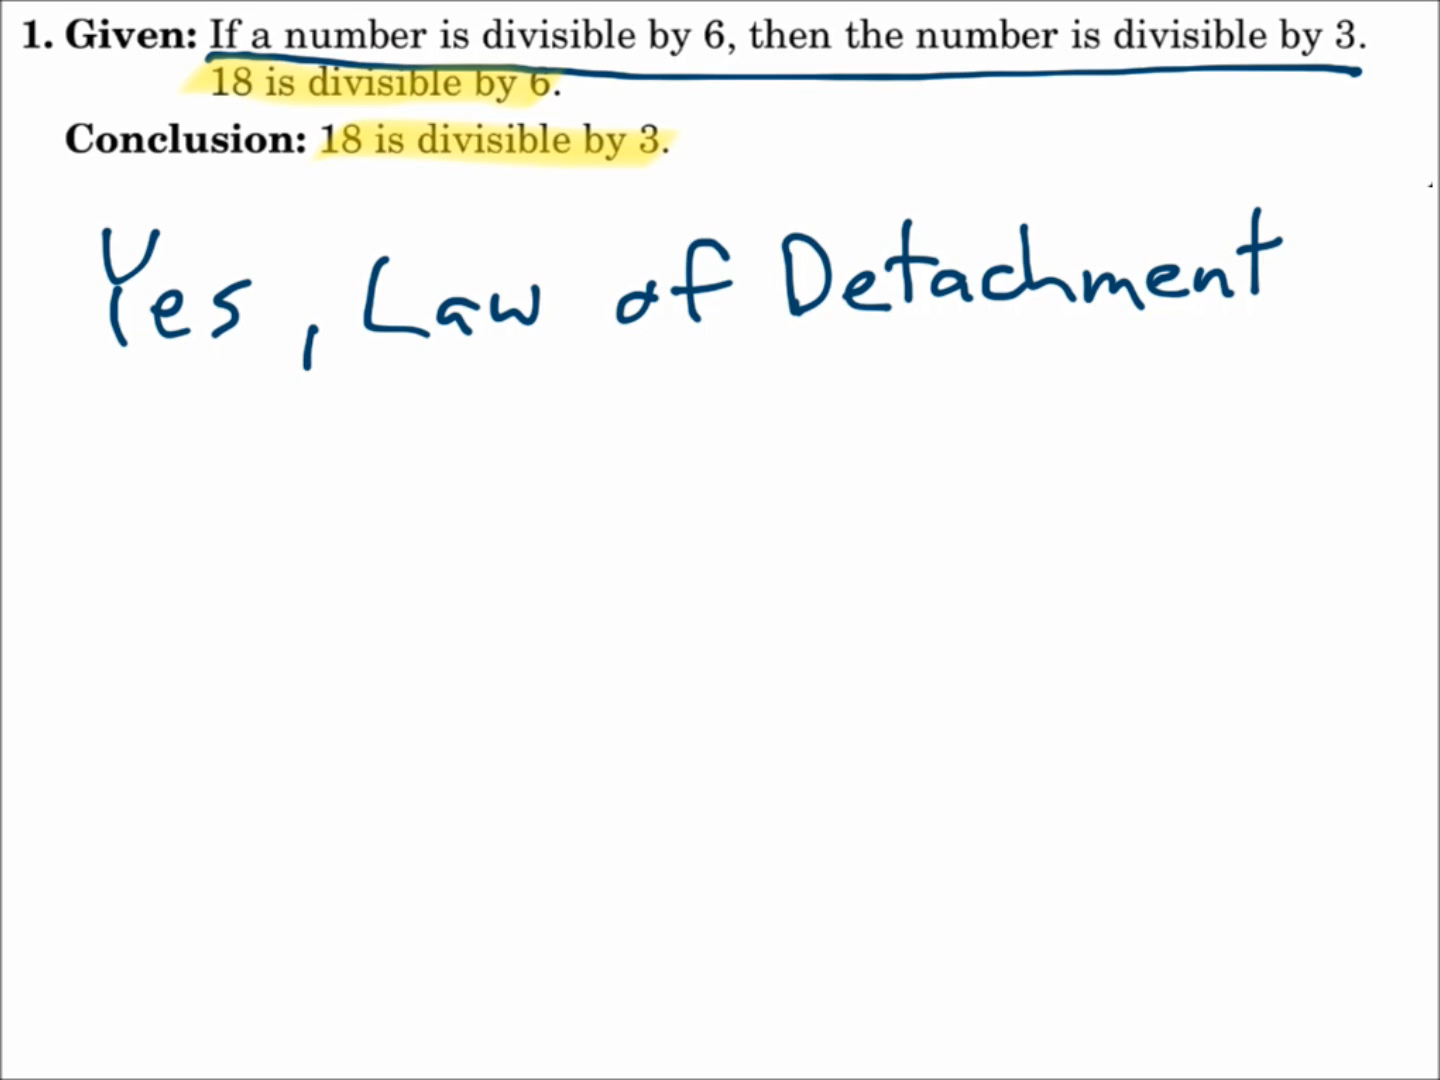 1. Given: If a number is divisible by 6, then the number is divisible by 3.
18 is divisible by 6.
Conclusion: 18 is divisible by 3.
Yes, Law of Detachment